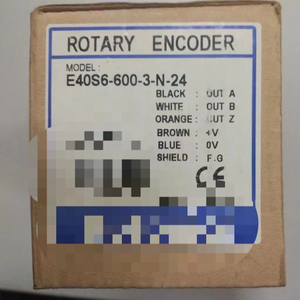 ROTARY ENCODER
MODEL :
E40S6-600-3-N-24
BLACK : OUT A
WHITE : OUT B
ORANGE : OUT Z
BROWN : +V
BLUE : 0V
SHIELD : F.G
CE